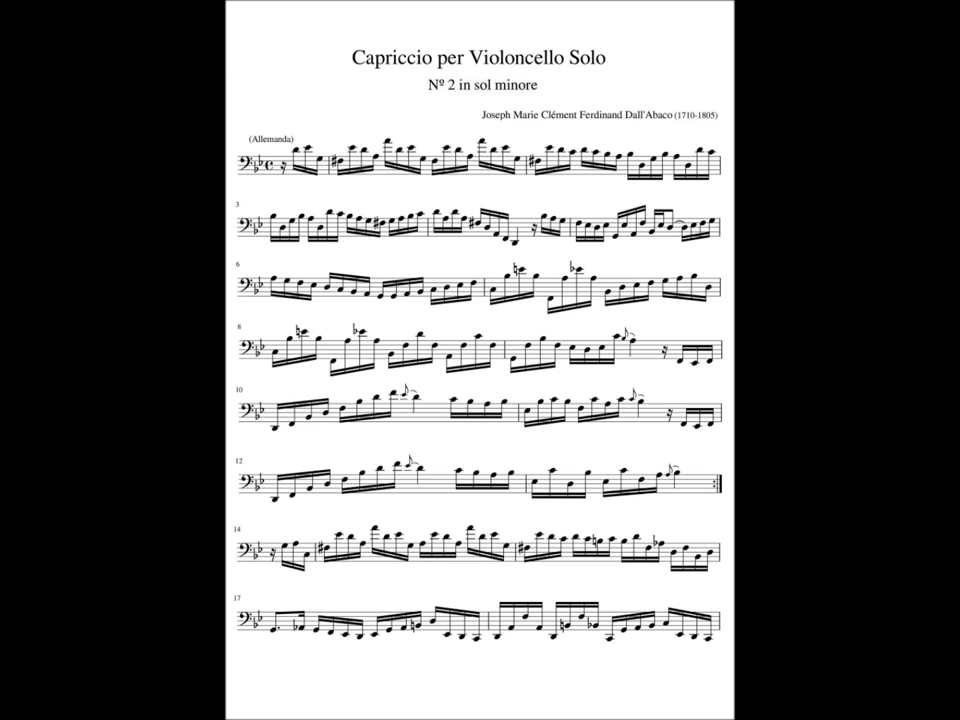 Capriccio per Violoncello Solo
Nº 2 in sol minore
Joseph Marie Clément Ferdinand Dall'Abaco (1710-1805)
(Allemanda)
3
6
8
10
12
14
17